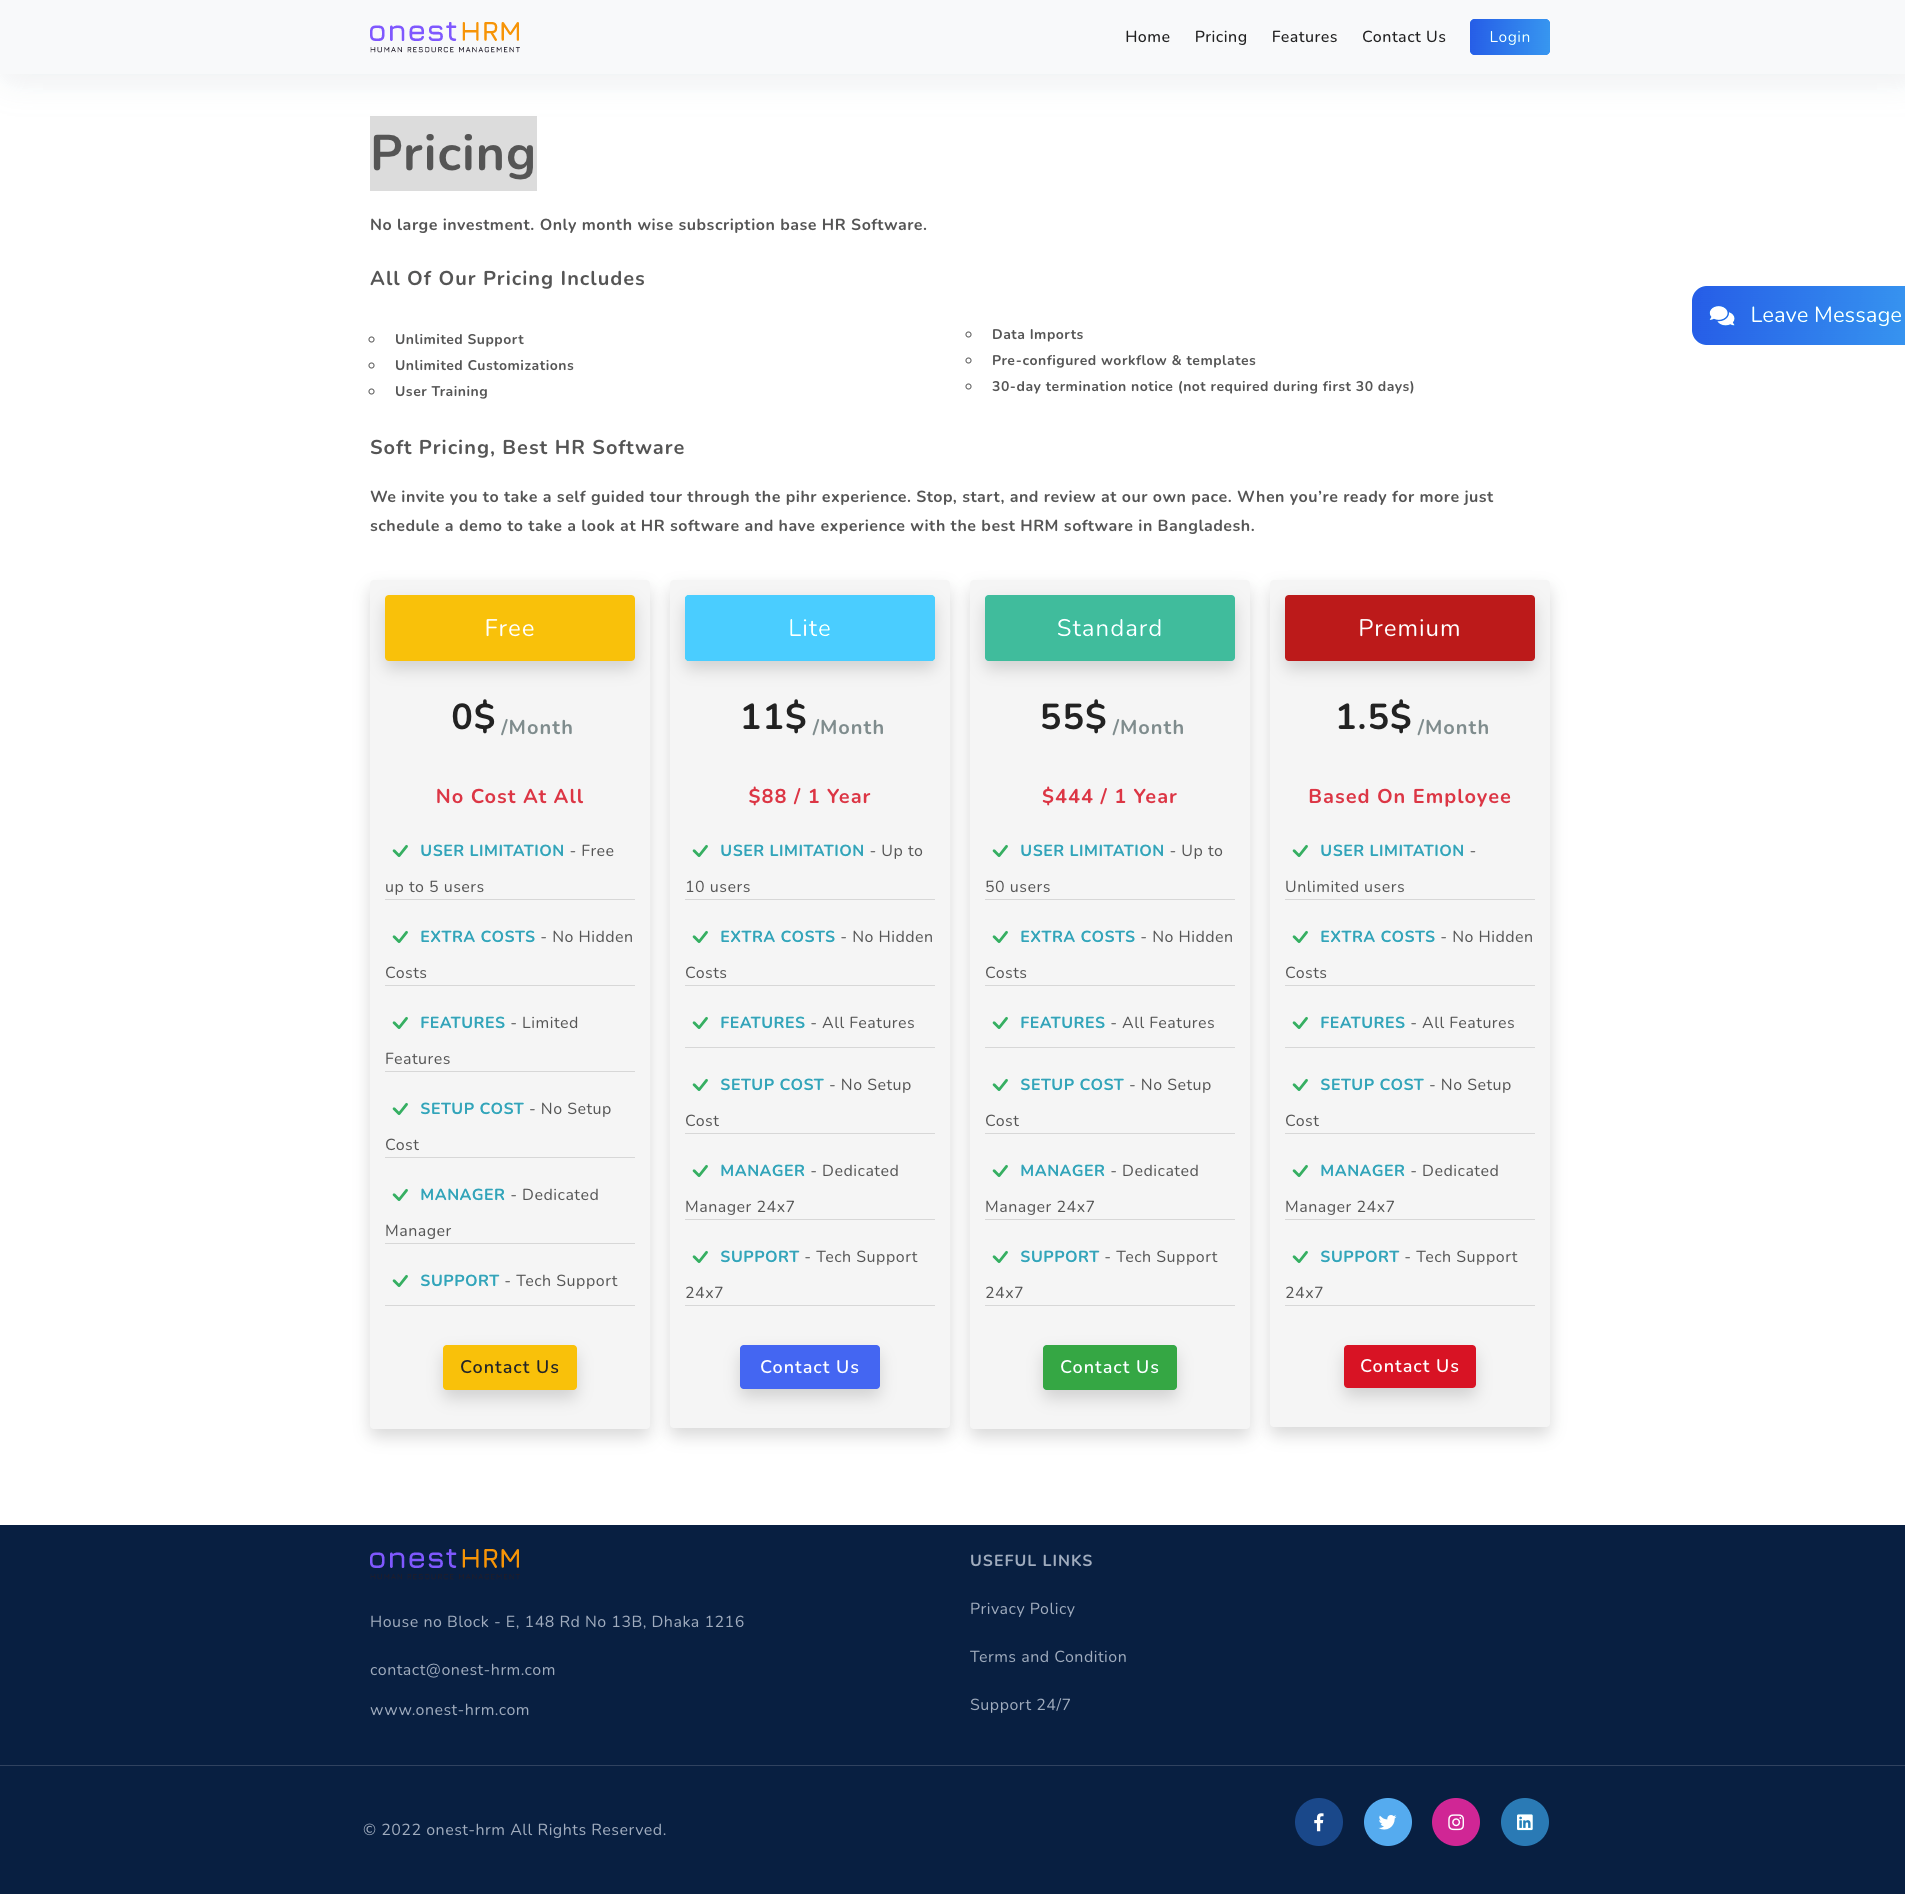 onestHRM
HUMAN RESOURCE MANAGEMENT
Home
Pricing
Features
Contact Us
Login
Pricing
No large investment. Only month wise subscription base HR Software.
All Of Our Pricing Includes
Unlimited Support
Unlimited Customizations
User Training
Data Imports
Pre-configured workflow & templates
30-day termination notice (not required during first 30 days)
Leave Message
Soft Pricing, Best HR Software
We invite you to take a self guided tour through the pihr experience. Stop, start, and review at our own pace. When you’re ready for more just
schedule a demo to take a look at HR software and have experience with the best HRM software in Bangladesh.
Free
0$ /Month
No Cost At All
USER LIMITATION - Free
up to 5 users
EXTRA COSTS - No Hidden
Costs
FEATURES - Limited
Features
SETUP COST - No Setup
Cost
MANAGER - Dedicated
Manager
SUPPORT - Tech Support
Contact Us
Lite
11$ /Month
$88 / 1 Year
USER LIMITATION - Up to
10 users
EXTRA COSTS - No Hidden
Costs
FEATURES - All Features
SETUP COST - No Setup
Cost
MANAGER - Dedicated
Manager 24x7
SUPPORT - Tech Support
24x7
Contact Us
Standard
55$ /Month
$444 / 1 Year
USER LIMITATION - Up to
50 users
EXTRA COSTS - No Hidden
Costs
FEATURES - All Features
SETUP COST - No Setup
Cost
MANAGER - Dedicated
Manager 24x7
SUPPORT - Tech Support
24x7
Contact Us
Premium
1.5$ /Month
Based On Employee
USER LIMITATION -
Unlimited users
EXTRA COSTS - No Hidden
Costs
FEATURES - All Features
SETUP COST - No Setup
Cost
MANAGER - Dedicated
Manager 24x7
SUPPORT - Tech Support
24x7
Contact Us
onestHRM
House no Block - E, 148 Rd No 13B, Dhaka 1216
contact@onest-hrm.com
www.onest-hrm.com
USEFUL LINKS
Privacy Policy
Terms and Condition
Support 24/7
© 2022 onest-hrm All Rights Reserved.